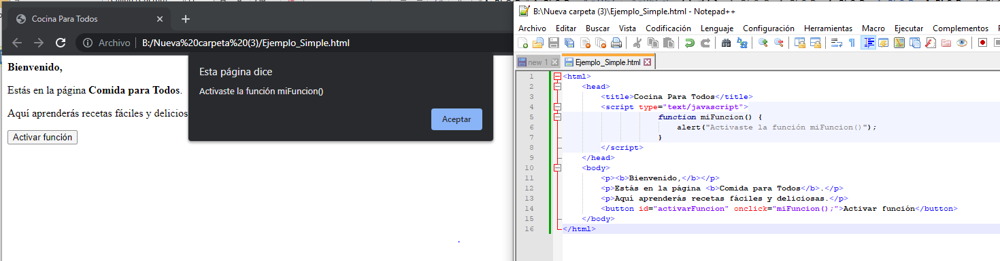 Cocina Para Todos
Archivo B:/Nueva%20carpeta%20(3)/Ejemplo_Simple.html
Bienvenido,
Estás en la página Comida para Todos.
Aquí aprenderás recetas fáciles y delicios
Activar función
Esta página dice
Activaste la función miFuncion()
Aceptar
B:\Nueva carpeta (3)\Ejemplo_Simple.html - Notepad++
Archivo Editar Buscar Vista Codificación Lenguaje Configuración Herramientas Macro Ejecutar Complementos
new 1 Ejemplo_Simple.html
1 <html>
2 <head>
3 <title>Cocina Para Todos</title>
4 <script type="text/javascript">
5 function miFuncion() {
6 alert("Activaste la función miFuncion()");
7 }
8 </script>
9 </head>
10 <body>
11 <p><b>Bienvenido,</b></p>
12 <p>Estás en la página <b>Comida para Todos</b>.</p>
13 <p>Aquí aprenderás recetas fáciles y deliciosas.</p>
14 <button id="activarFuncion" onclick="miFuncion();">Activar función</button>
15 </body>
16 </html>